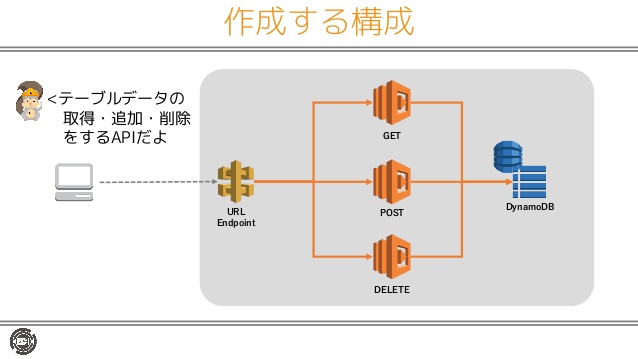 作成する構成
<テーブルデータの
取得・追加・削除
をするAPIだよ
GET
URL
Endpoint
POST
DynamoDB
DELETE